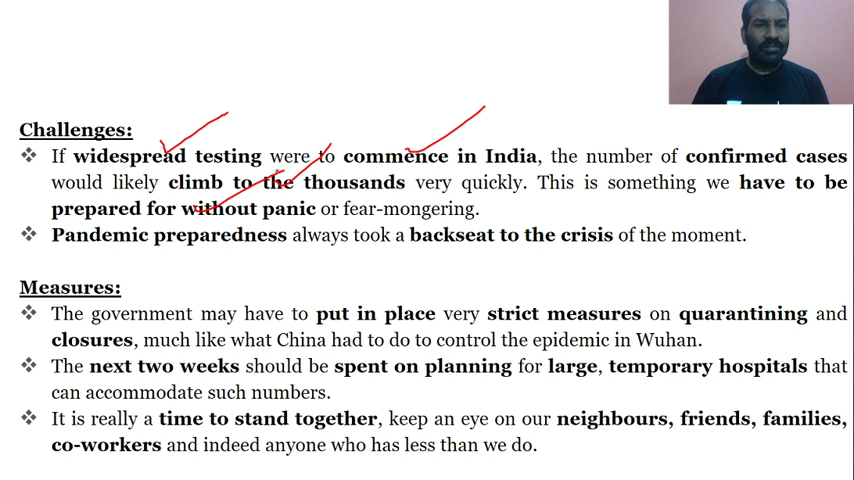 Challenges:
❖ If widespread testing were to commence in India, the number of confirmed cases
would likely climb to the thousands very quickly. This is something we have to be
prepared for without panic or fear-mongering.
❖ Pandemic preparedness always took a backseat to the crisis of the moment.
Measures:
❖ The government may have to put in place very strict measures on quarantining and
closures, much like what China had to do to control the epidemic in Wuhan.
❖ The next two weeks should be spent on planning for large, temporary hospitals that
can accommodate such numbers.
❖ It is really a time to stand together, keep an eye on our neighbours, friends, families,
co-workers and indeed anyone who has less than we do.